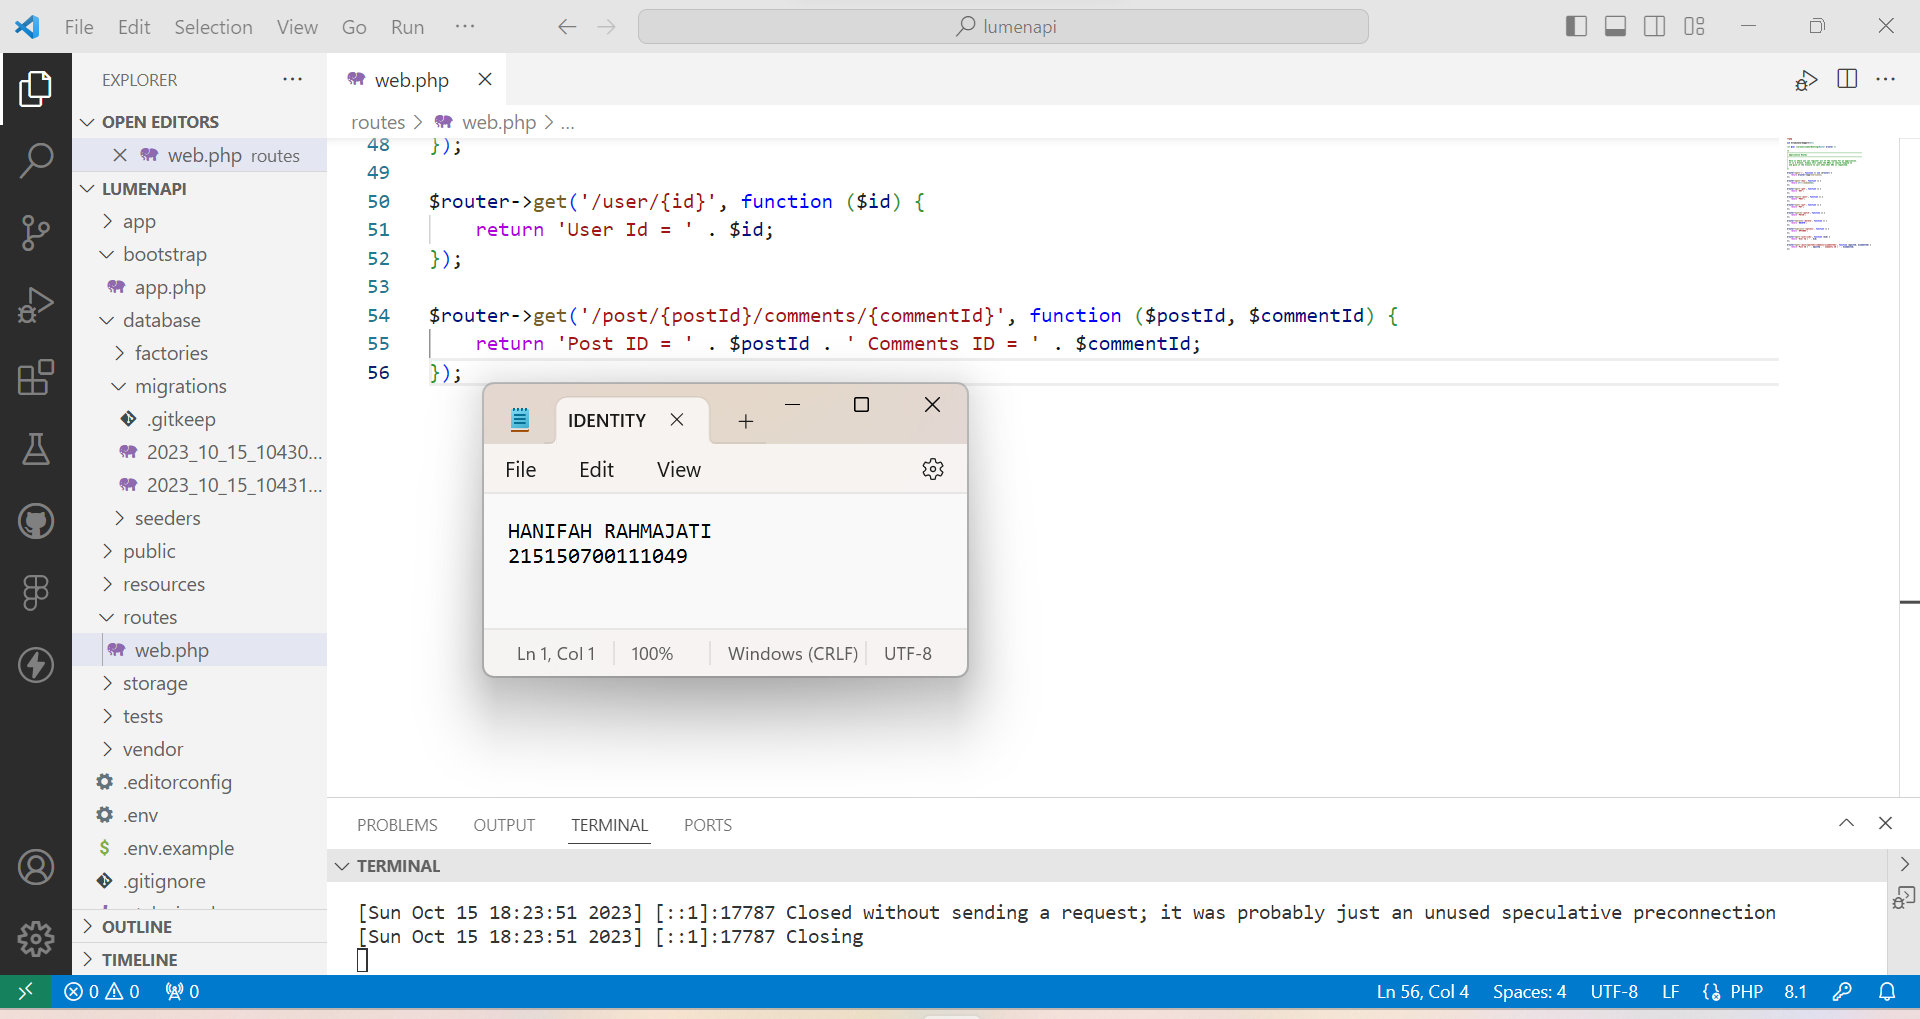 File Edit Selection View Go Run ···
lumenapi
EXPLORER ···
OPEN EDITORS
web.php routes
LUMENAPI
app
bootstrap
app.php
database
factories
migrations
.gitkeep
2023_10_15_10430...
2023_10_15_10431...
seeders
public
resources
routes
web.php
storage
tests
vendor
.editorconfig
.env
$ .env.example
.gitignore
OUTLINE
TIMELINE
web.php
routes > web.php > ...
48 });
49
50 $router->get('/user/{id}', function ($id) {
51     return 'User Id = ' . $id;
52 });
53
54 $router->get('/post/{postId}/comments/{commentId}', function ($postId, $commentId) {
55     return 'Post ID = ' . $postId . ' Comments ID = ' . $commentId;
56 });
IDENTITY
File Edit View
HANIFAH RAHMAJATI
215150700111049
Ln 1, Col 1 100% Windows (CRLF) UTF-8
PROBLEMS OUTPUT TERMINAL PORTS
TERMINAL
[Sun Oct 15 18:23:51 2023] [::1]:17787 Closed without sending a request; it was probably just an unused speculative preconnection
[Sun Oct 15 18:23:51 2023] [::1]:17787 Closing
0 0 0 Ln 56, Col 4 Spaces: 4 UTF-8 LF PHP 8.1